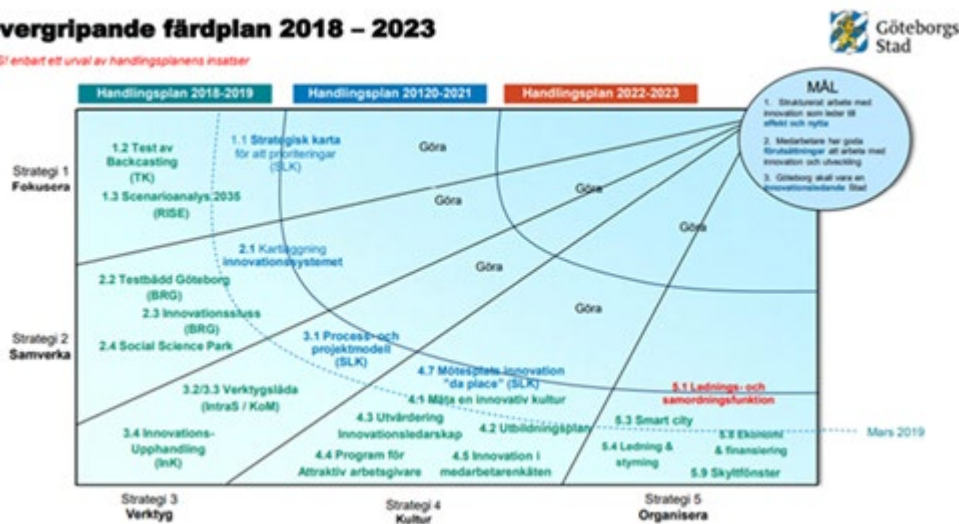 vergripande färdplan 2018 – 2023
S! enbart ett urval av handlingsplanens insatser
Göteborgs
Stad
Handlingsplan 2018-2019
Handlingsplan 20120-2021
Handlingsplan 2022-2023
MÅL
1. Strukturerat arbete med
innovation som leder till
effekt och nytta
2. Medarbetare har goda
förutsättningar att arbeta med
innovation och utveckling
3. Göteborg skall vara en
innovationsledande Stad
Strategi 1
Fokusera
1.2 Test av
Backcasting
(TK)
1.3 Scenarioanalys 2035
(RISE)
1.1 Strategisk karta
för att prioriteringar
(SLK)
Göra
Göra
Göra
Göra
Göra
Göra
2.1 Kartläggning
innovationssystemet
2.2 Testbädd Göteborg
(BRG)
2.3 Innovationssluss
(BRG)
2.4 Social Science Park
Strategi 2
Samverka
3.1 Process- och
projektmodell
(SLK)
3.2/3.3 Verktygslåda
(IntraS / KoM)
3.4 Innovations-
Upphandling
(InK)
4.7 Mötesplats innovation
"da place" (SLK)
4.1 Mäta en innovativ kultur
4.3 Utvärdering
Innovationsledarskap
4.2 Utbildningsplan
4.4 Program för
Attraktiv arbetsgivare
4.5 Innovation i
medarbetarenkäten
5.1 Lednings- och
samordningsfunktion
5.3 Smart city
5.4 Ledning &
styrning
5.8 Ekonomi
& finansiering
5.9 Skyltfönster
Mars 2019
Strategi 3
Verktyg
Strategi 4
Kultur
Strategi 5
Organisera